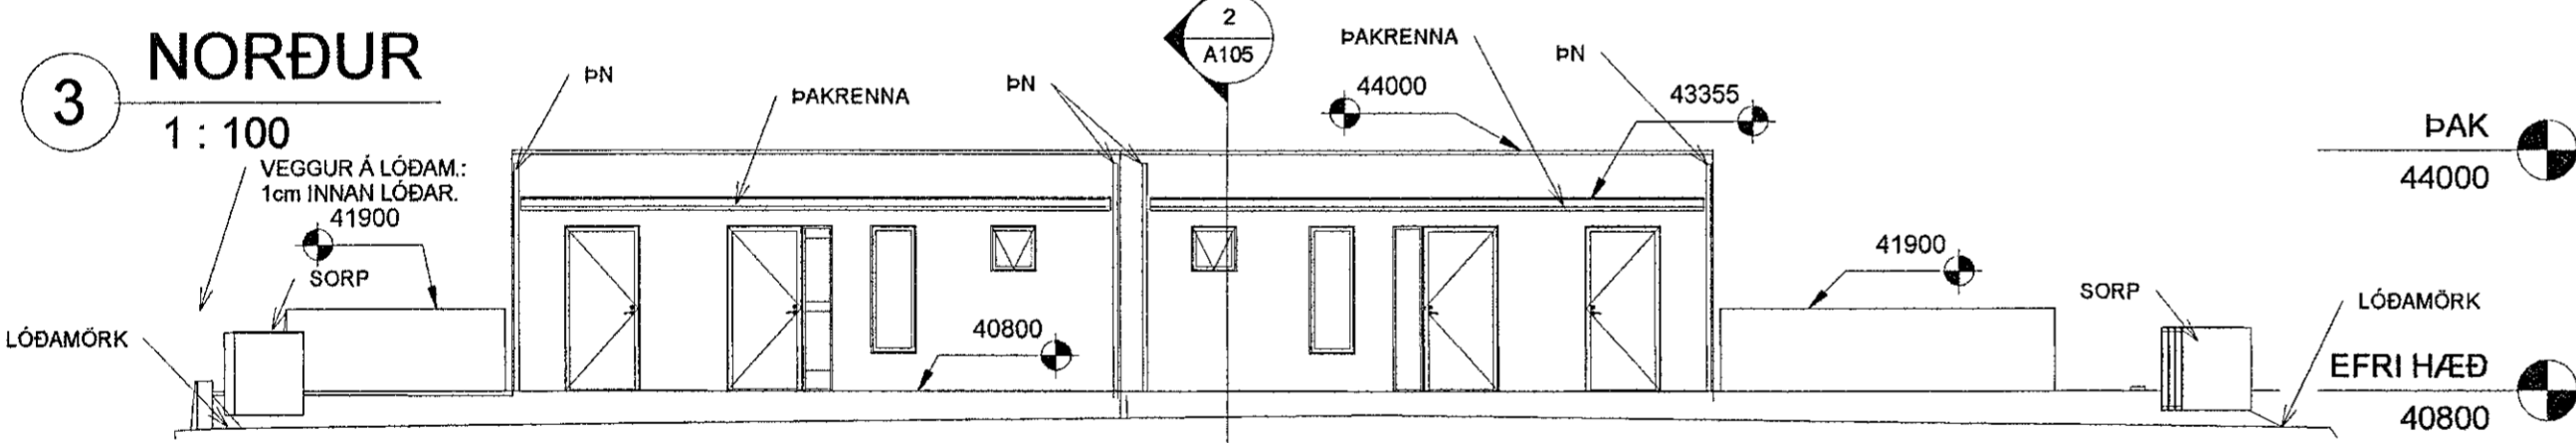 3
NORÐUR
1 : 100
VEGGUR Á LÓÐAM.:
1cm INNAN LÓÐAR.
41900
SORP
LÓÐAMÖRK
ÞN
ÞAKRENNA
ÞN
40800
2
A105
ÞAKRENNA
44000
ÞN
43355
41900
SORP
LÓÐAMÖRK
ÞAK
44000
EFRI HÆÐ
40800